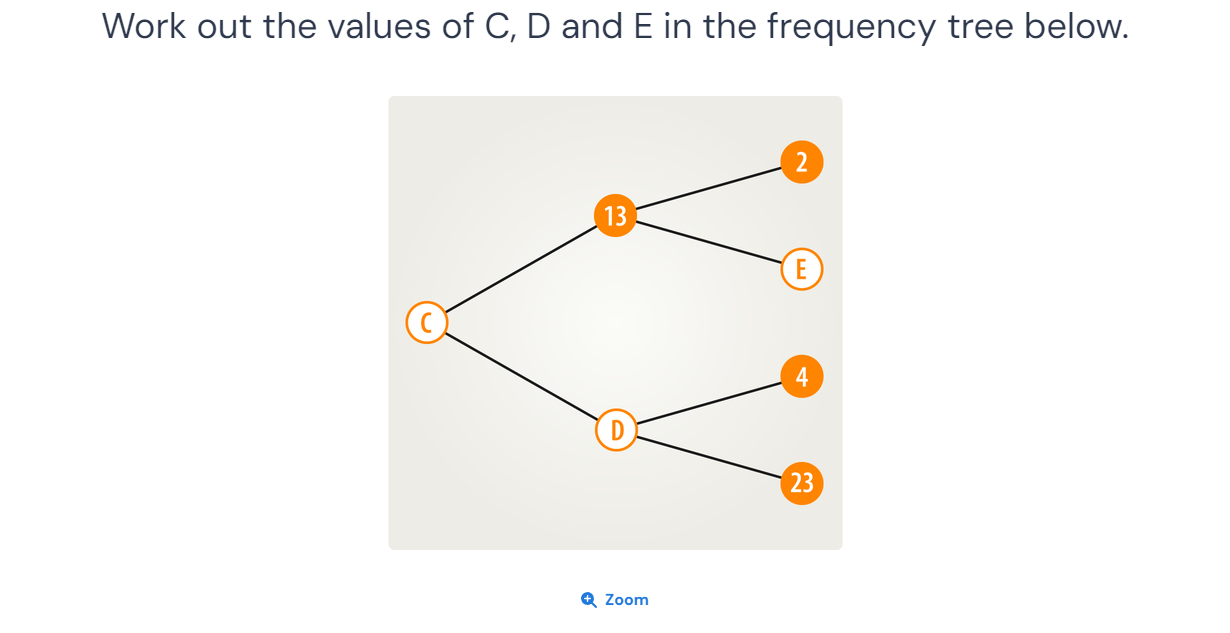 Work out the values of C, D and E in the frequency tree below.
2
13
E
C
4
D
23
Zoom